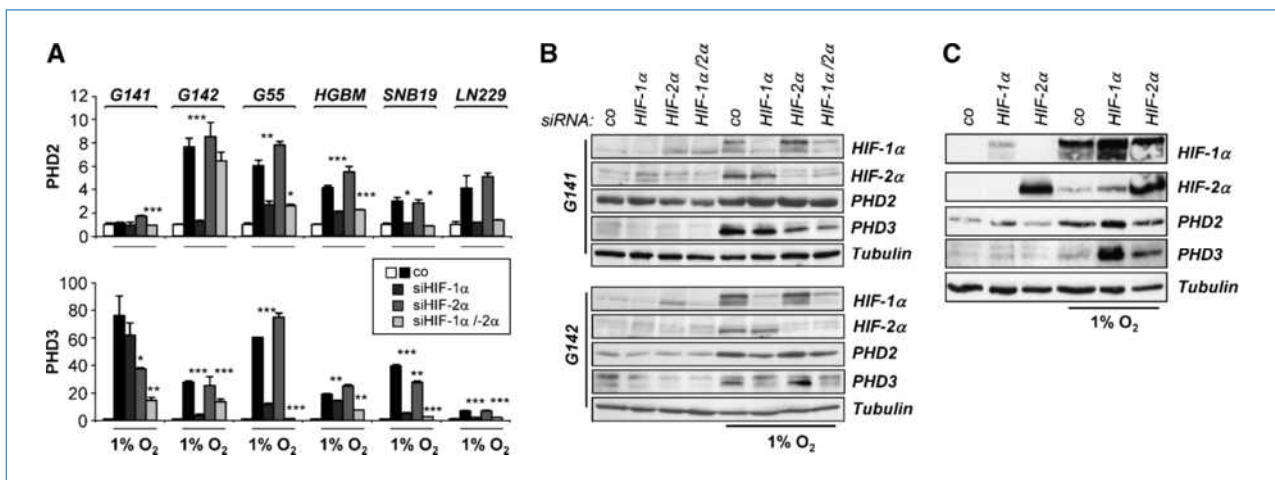 A
G141 G142 G55 HGBM SNB19 LN229
PHD2
12
10
8
6
4
2
0
*** *** ** * *** *** * *
co
siHIF-1α
siHIF-2α
siHIF-1α /-2α
PHD3
100
80
60
40
20
0
* ** *** *** *** *** ** ** *** ** *** *** ***
1% O2 1% O2 1% O2 1% O2 1% O2 1% O2
B
siRNA: co HIF-1α HIF-2α HIF-1α/2α co HIF-1α HIF-2α HIF-1α/2α
G141
HIF-1α
HIF-2α
PHD2
PHD3
Tubulin
G142
HIF-1α
HIF-2α
PHD2
PHD3
Tubulin
1% O2
C
co HIF-1α HIF-2α co HIF-1α HIF-2α
HIF-1α
HIF-2α
PHD2
PHD3
Tubulin
1% O2